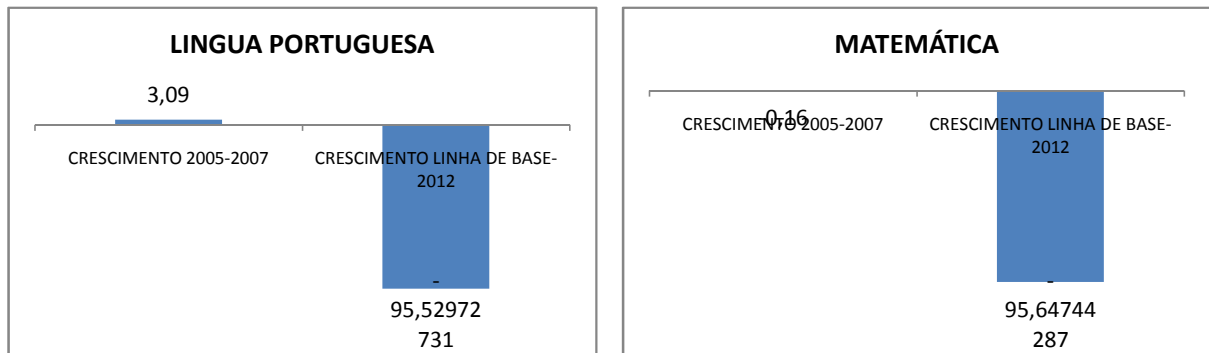 LINGUA PORTUGUESA
3,09
CRESCIMENTO 2005-2007
CRESCIMENTO LINHA DE BASE-
2012
-
95,52972
731
MATEMÁTICA
-0,16
CRESCIMENTO 2005-2007
CRESCIMENTO LINHA DE BASE-
2012
-
95,64744
287